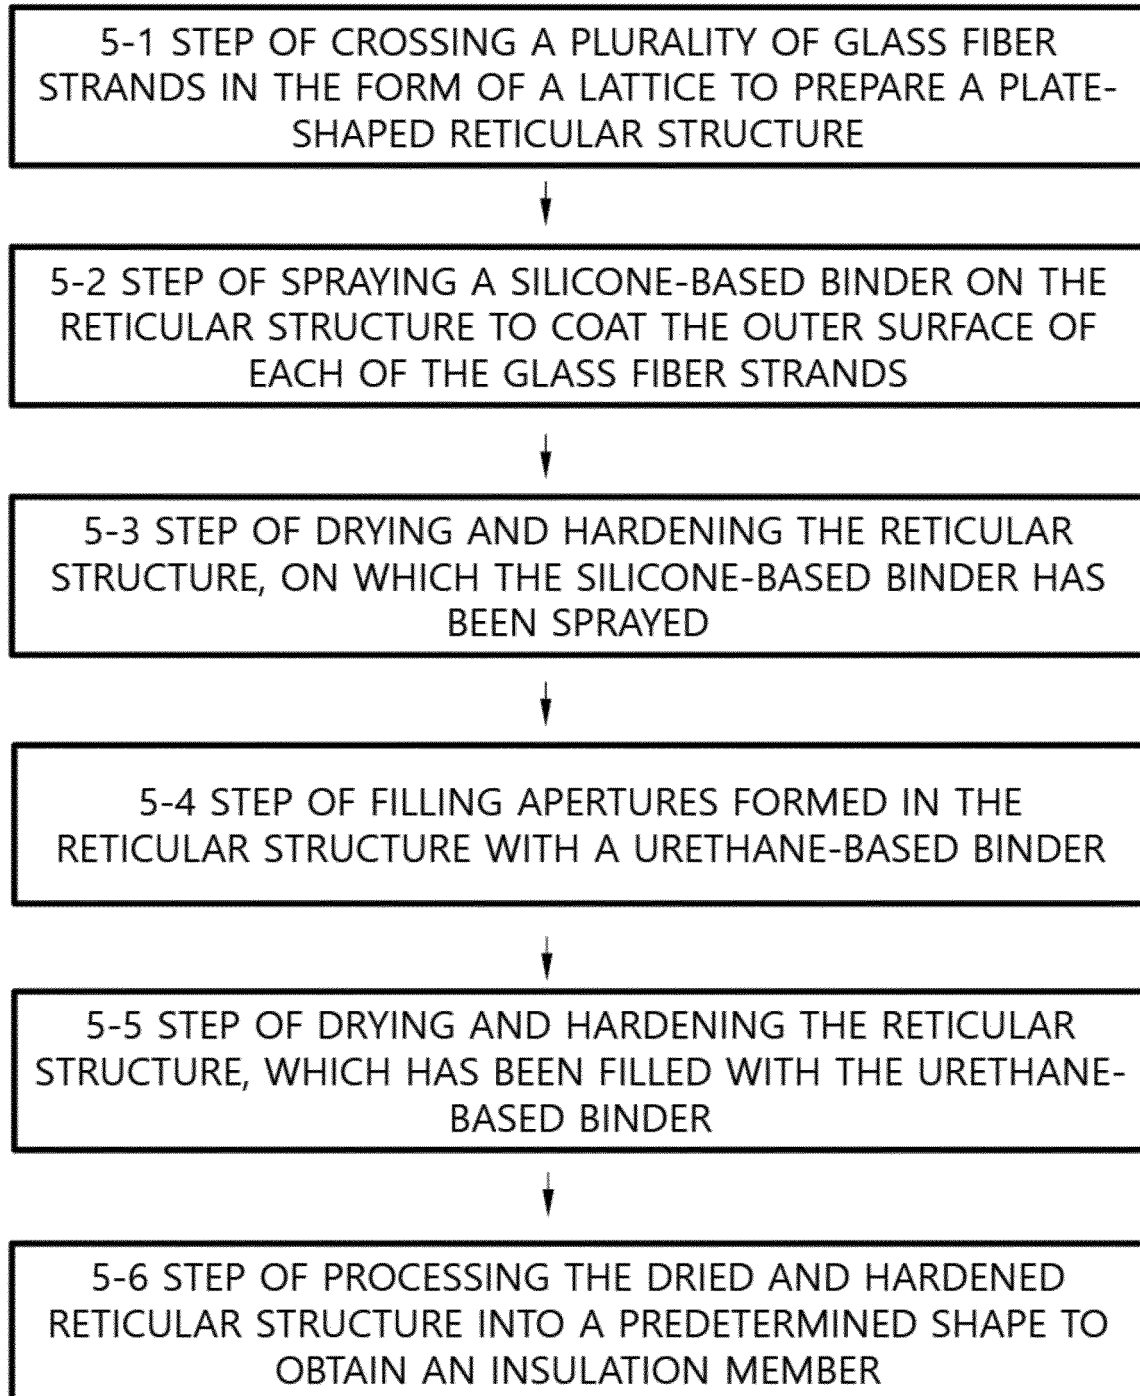 5-1 STEP OF CROSSING A PLURALITY OF GLASS FIBER
STRANDS IN THE FORM OF A LATTICE TO PREPARE A PLATE-
SHAPED RETICULAR STRUCTURE
5-2 STEP OF SPRAYING A SILICONE-BASED BINDER ON THE
RETICULAR STRUCTURE TO COAT THE OUTER SURFACE OF
EACH OF THE GLASS FIBER STRANDS
5-3 STEP OF DRYING AND HARDENING THE RETICULAR
STRUCTURE, ON WHICH THE SILICONE-BASED BINDER HAS
BEEN SPRAYED
5-4 STEP OF FILLING APERTURES FORMED IN THE
RETICULAR STRUCTURE WITH A URETHANE-BASED BINDER
5-5 STEP OF DRYING AND HARDENING THE RETICULAR
STRUCTURE, WHICH HAS BEEN FILLED WITH THE URETHANE-
BASED BINDER
5-6 STEP OF PROCESSING THE DRIED AND HARDENED
RETICULAR STRUCTURE INTO A PREDETERMINED SHAPE TO
OBTAIN AN INSULATION MEMBER